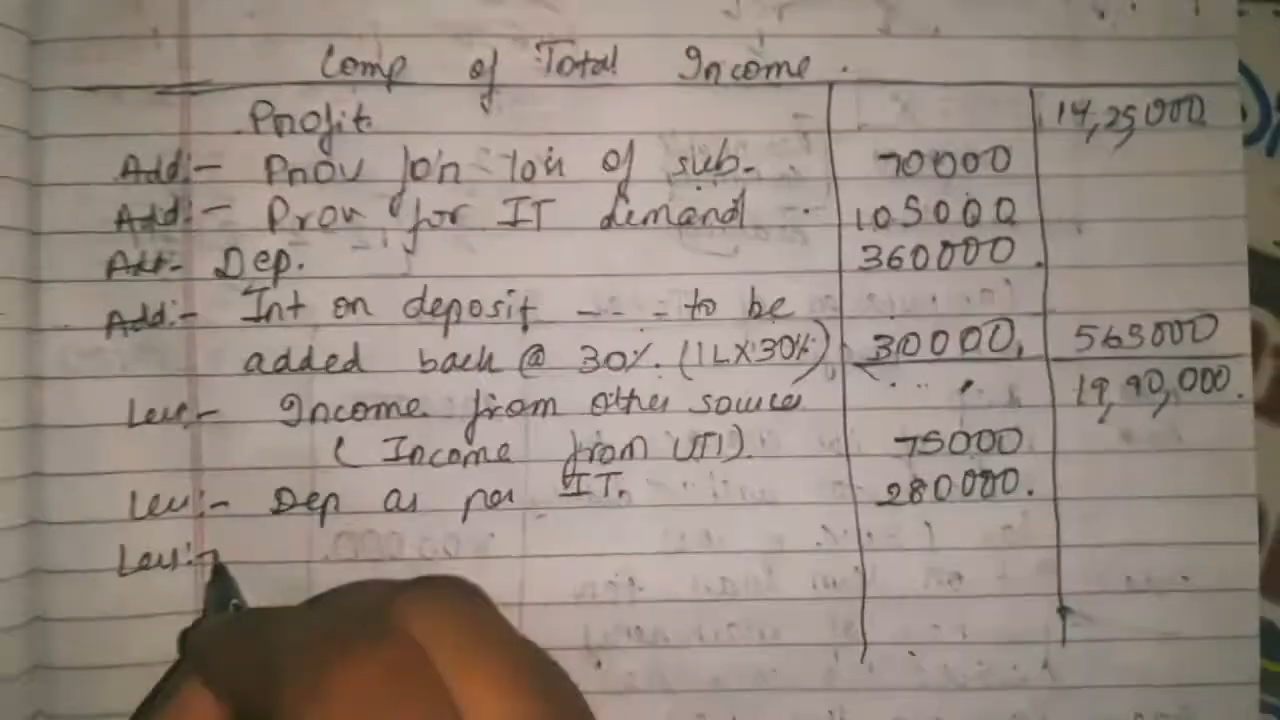 Comp of Total Income.
Profit 14,25,000
Add:- Prov for loss of sub- 70000
Add:- Prov for IT demand 105000
Add- Dep. 360000.
Add:- Int on deposit --- to be
added back @ 30%. (1L X 30%) 30000, 565000
19,90,000.
Less:- Income from other source
(Income from UTI) 75000
Less:- Dep as per IT. 280000.
Less:-